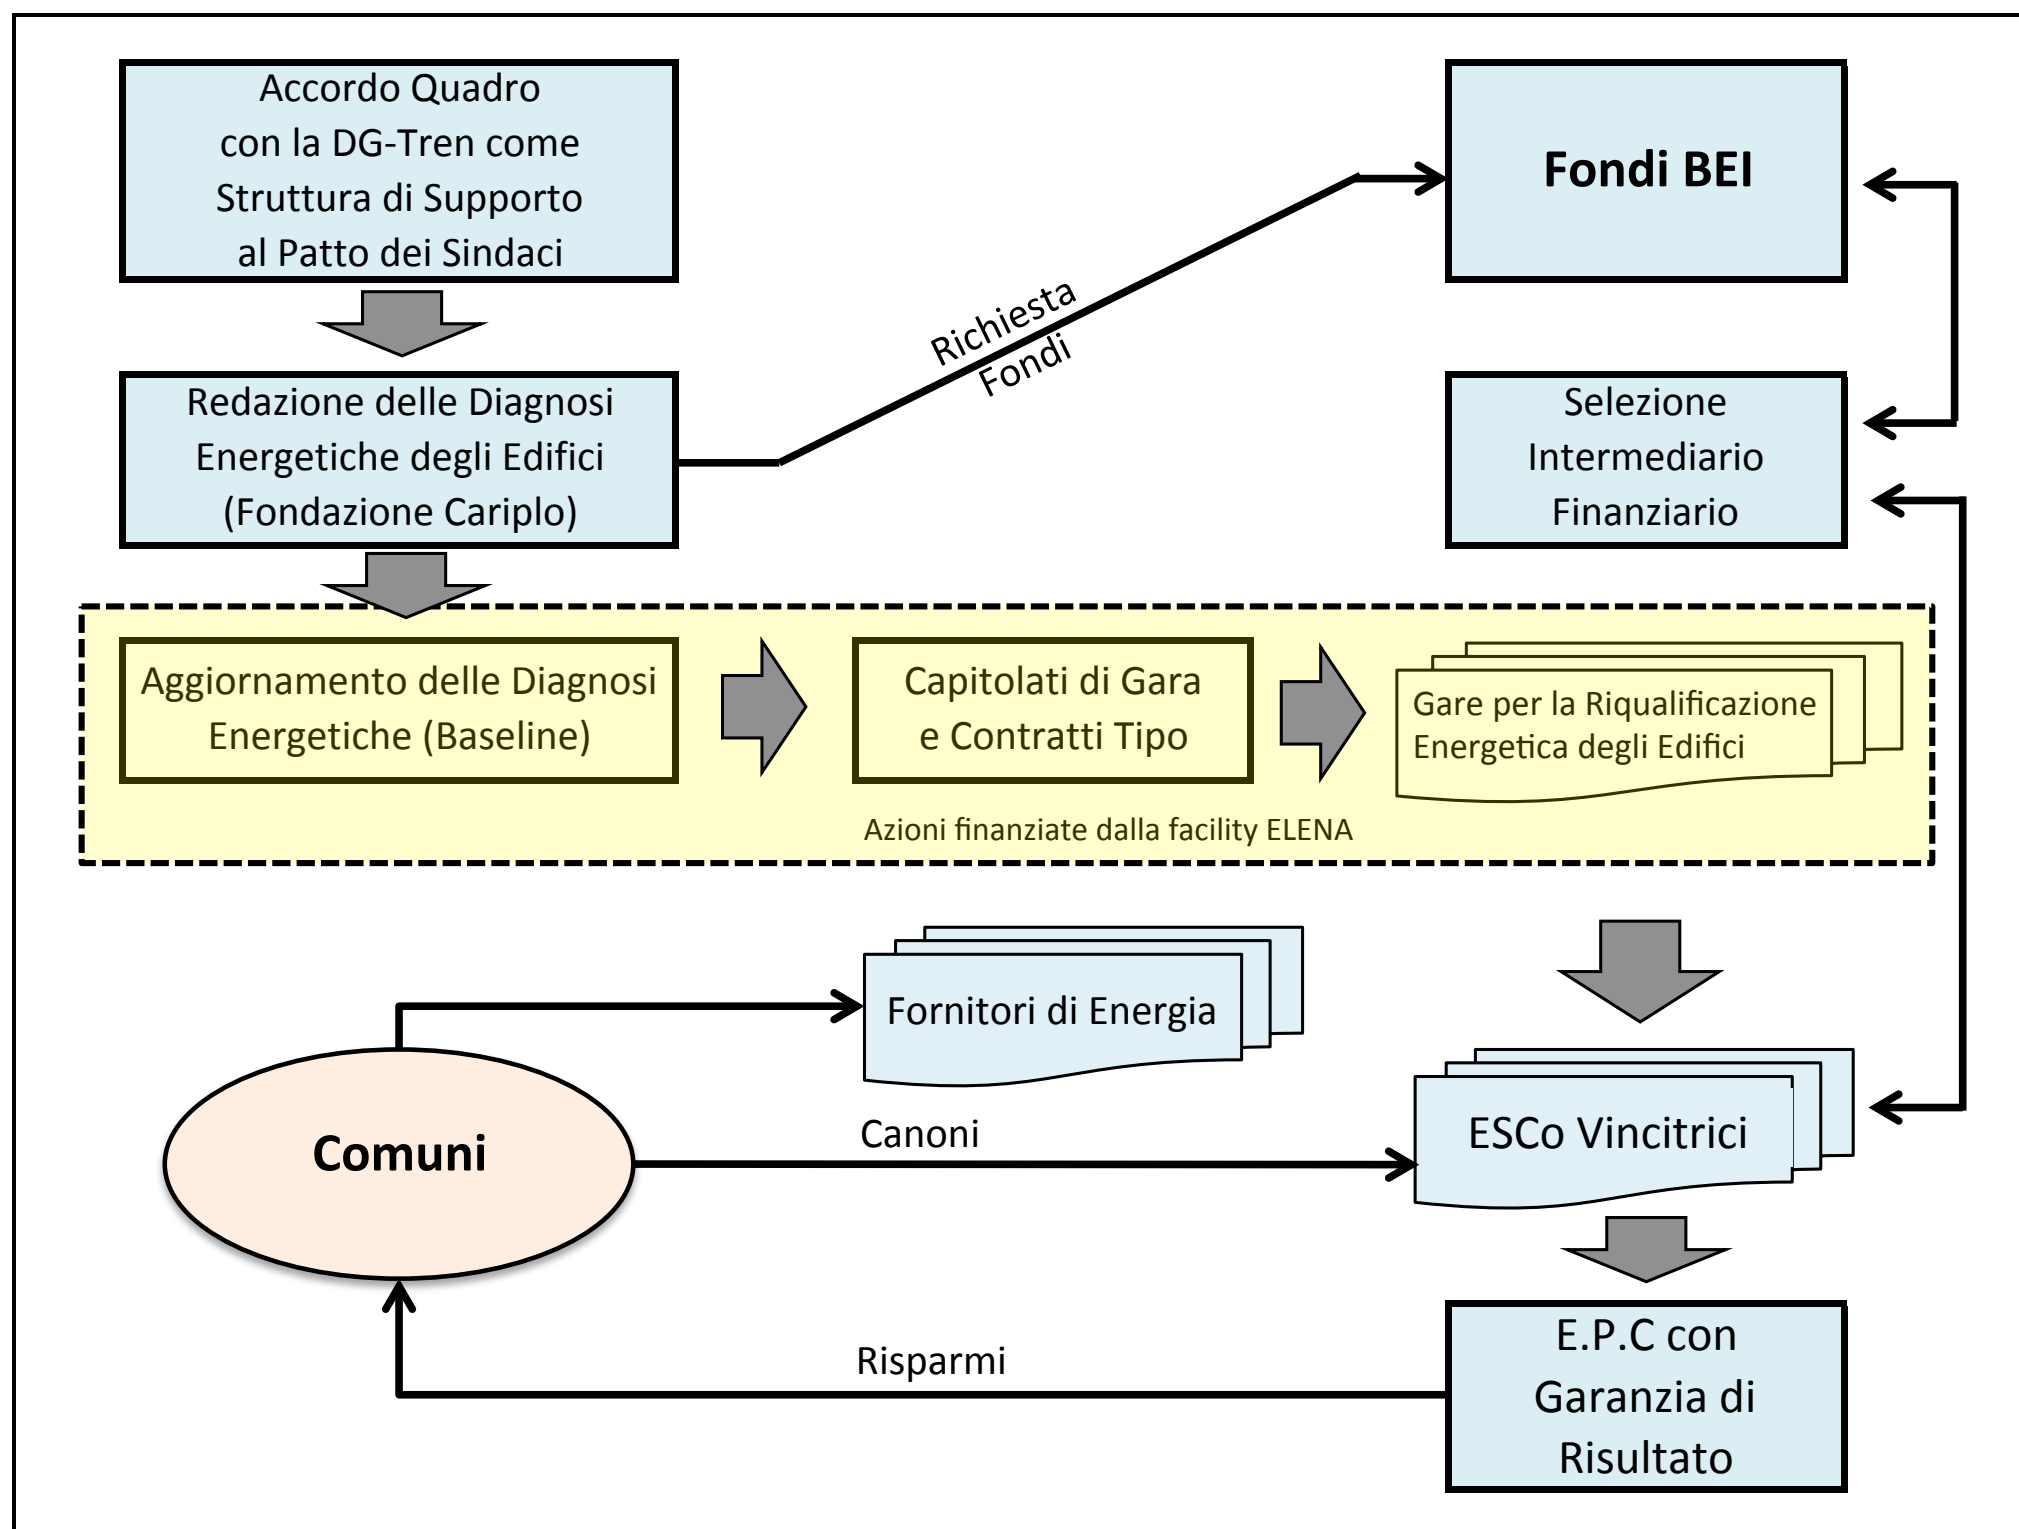 Accordo Quadro
con la DG-Tren come
Struttura di Supporto
al Patto dei Sindaci
Fondi BEI
Richiesta
Fondi
Redazione delle Diagnosi
Energetiche degli Edifici
(Fondazione Cariplo)
Selezione
Intermediario
Finanziario
Aggiornamento delle Diagnosi
Energetiche (Baseline)
Capitolati di Gara
e Contratti Tipo
Gare per la Riqualificazione
Energetica degli Edifici
Azioni finanziate dalla facility ELENA
Fornitori di Energia
Comuni
Canoni
ESCo Vincitrici
Risparmi
E.P.C con
Garanzia di
Risultato